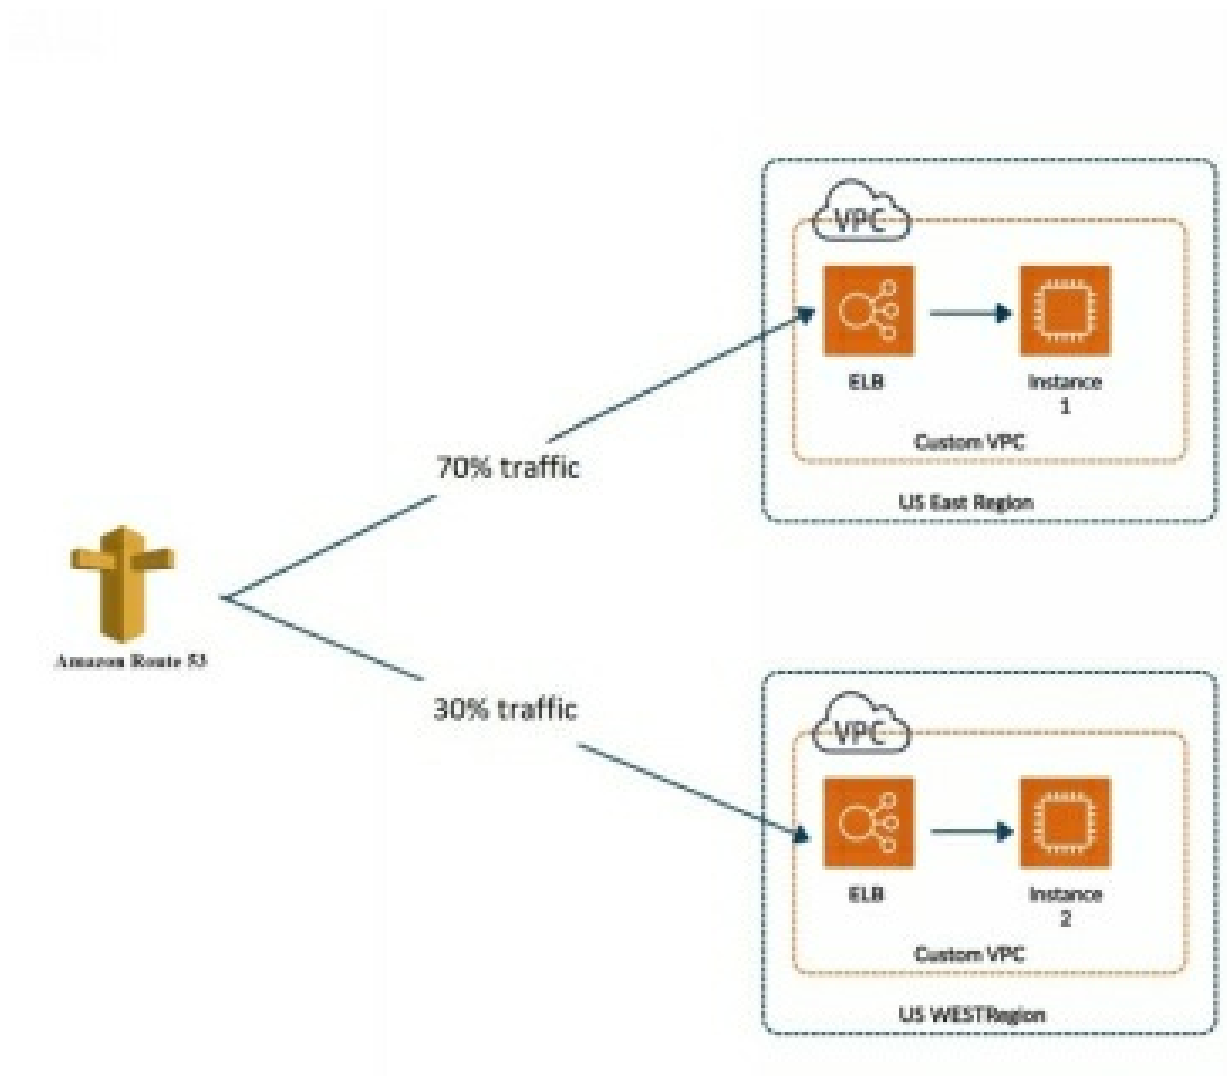 VPC
ELB
Instance
1
Custom VPC
US East Region
70% traffic
Amazon Route 53
30% traffic
VPC
ELB
Instance
2
Custom VPC
US WESTRegion